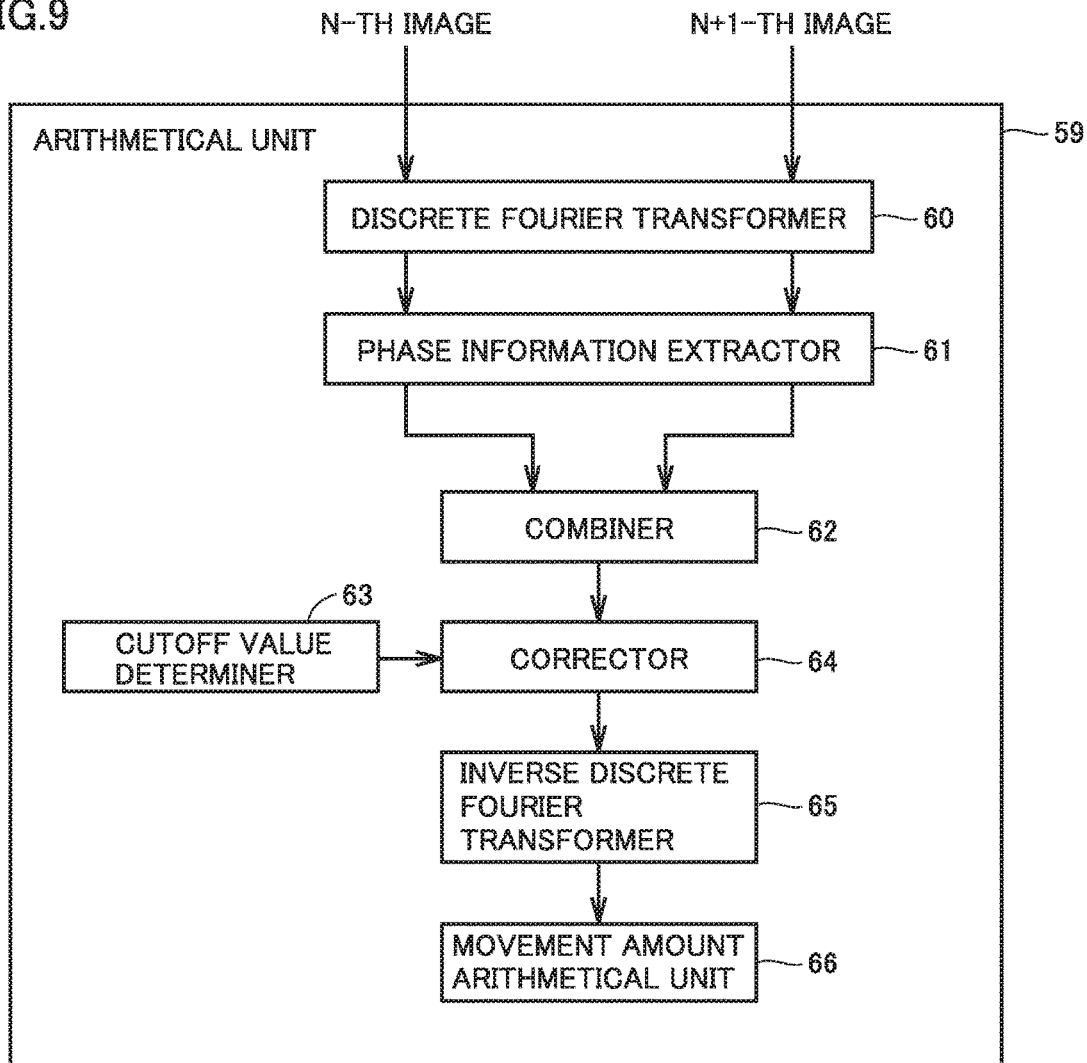 IG.9
N-TH IMAGE
N+1-TH IMAGE
ARITHMETICAL UNIT
59
DISCRETE FOURIER TRANSFORMER
60
PHASE INFORMATION EXTRACTOR
61
COMBINER
62
63
CUTOFF VALUE
DETERMINER
CORRECTOR
64
INVERSE DISCRETE
FOURIER
TRANSFORMER
65
MOVEMENT AMOUNT
ARITHMETICAL UNIT
66